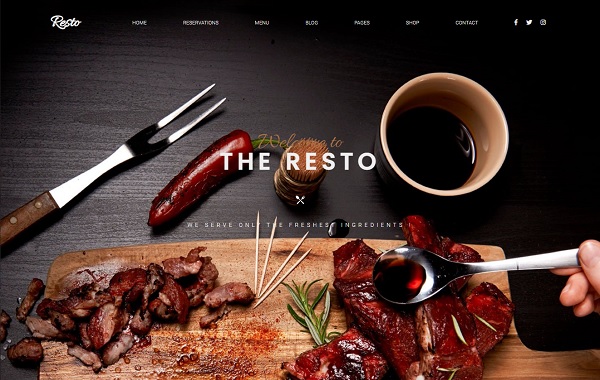 Resto
HOME
RESERVATIONS
MENU
BLOG
PAGES
SHOP
CONTACT
Welcome to
THE RESTO
WE SERVE ONLY THE FRESHEST INGREDIENTS